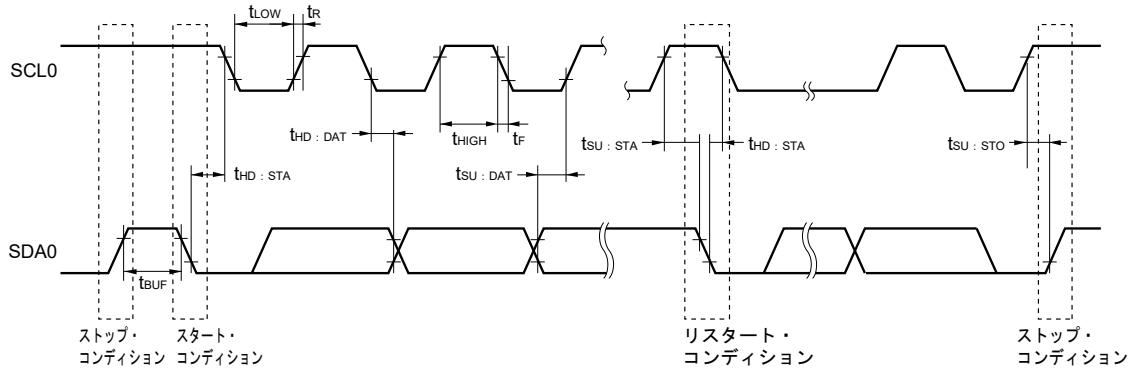 tLOW tR
SCL0
tHD : DAT tHIGH tF tSU : STA tHD : STA tSU : STO
tHD : STA tSU : DAT
SDA0
tBUF
ストップ・ スタート・ リスタート・ ストップ・
コンディション コンディション コンディション コンディション